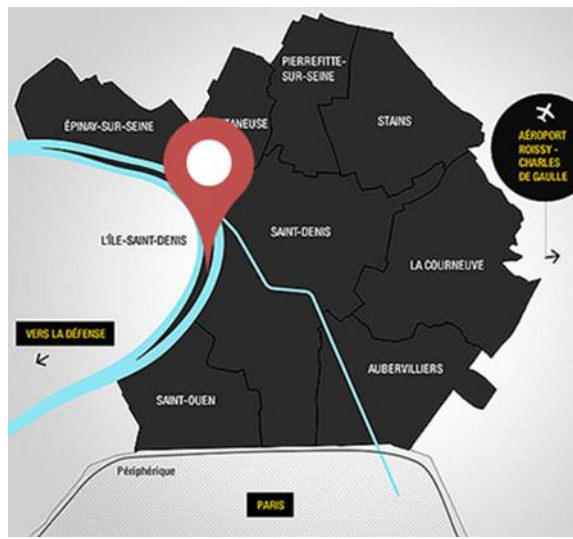 PIERREFITTE-
SUR-SEINE
ÉPINAY-SUR-SEINE
TANEUSE
STAINS
AÉROPORT
ROISSY -
CHARLES
DE GAULLE
L'ÎLE-SAINT-DENIS
SAINT-DENIS
LA COURNEUVE
VERS LA DÉFENSE
AUBERVILLIERS
SAINT-OUEN
Périphérique
PARIS